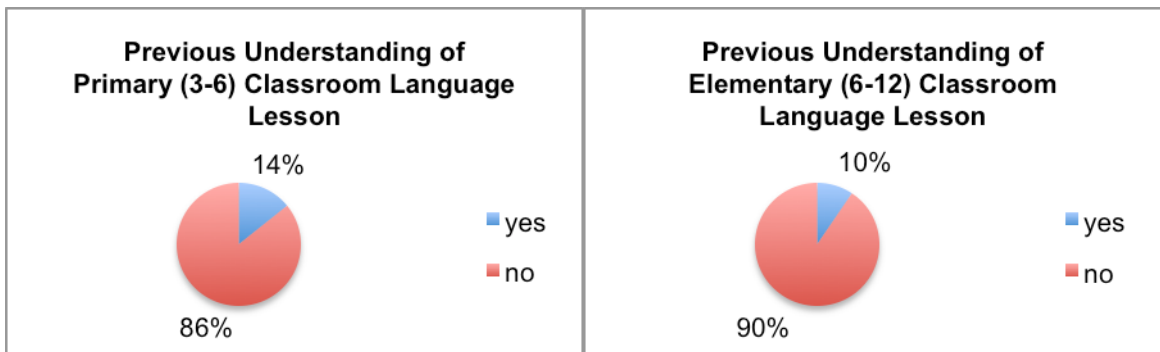 Previous Understanding of
Primary (3-6) Classroom Language
Lesson
14%
yes
no
86%
Previous Understanding of
Elementary (6-12) Classroom
Language Lesson
10%
yes
no
90%